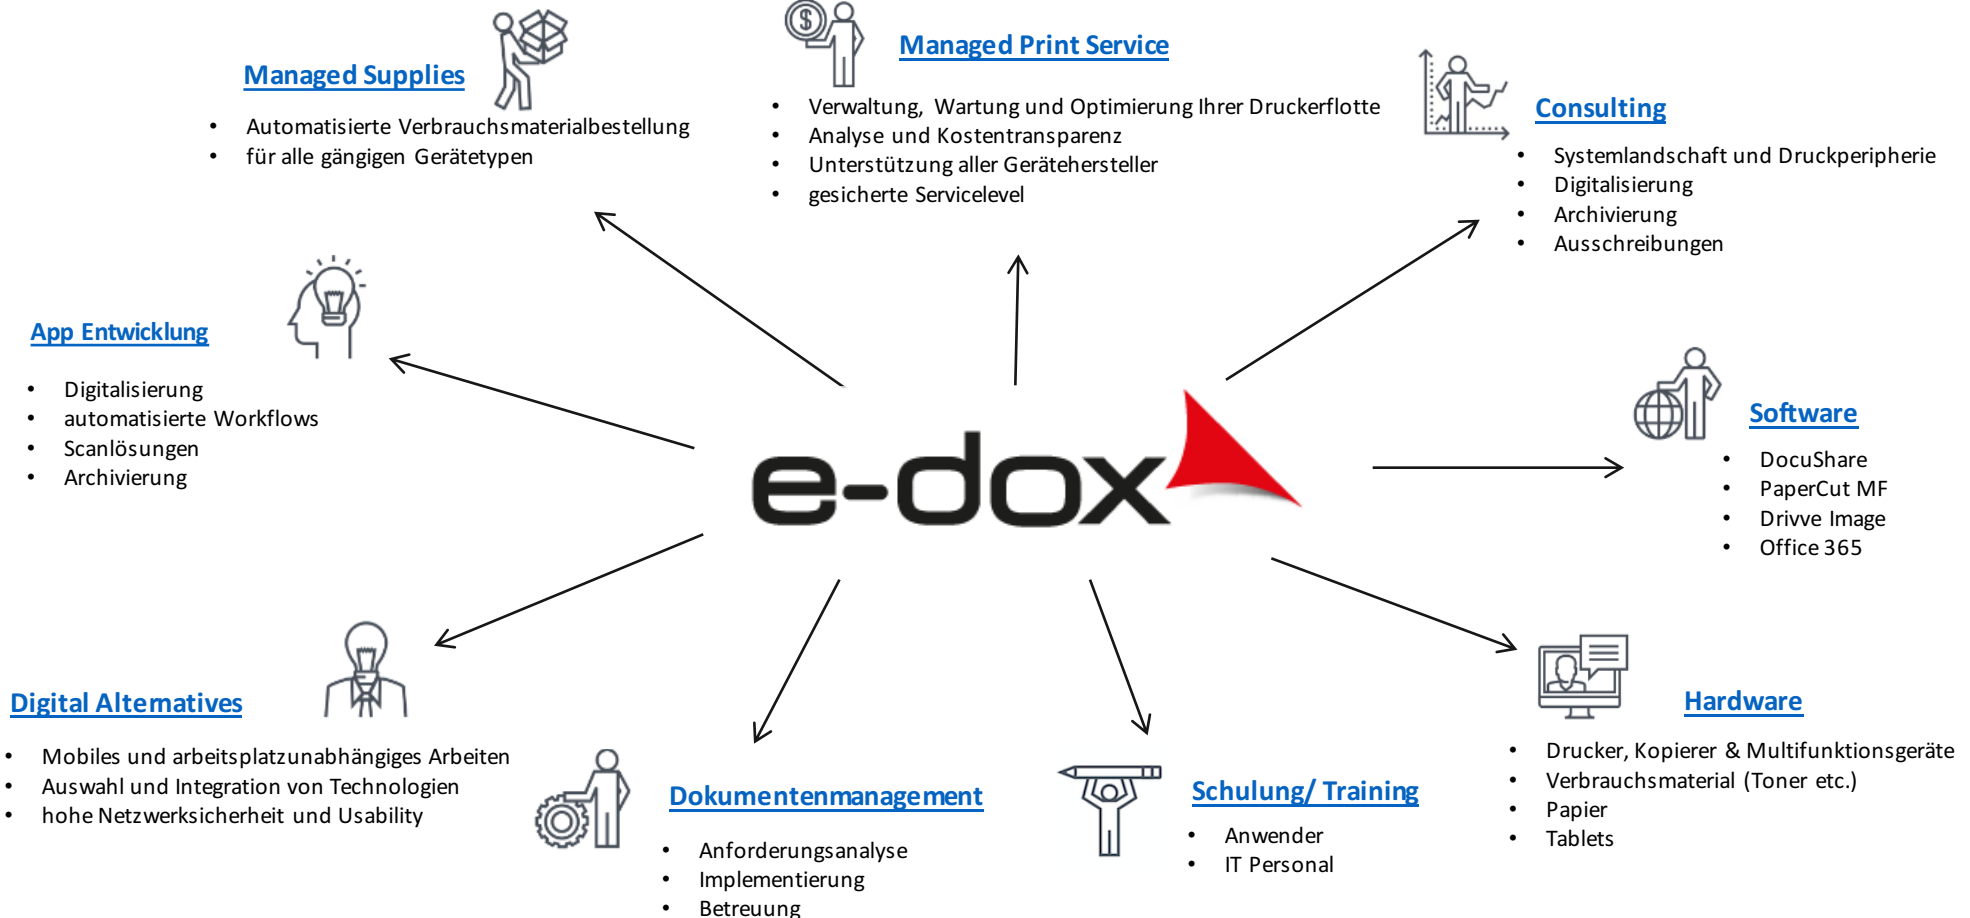 Managed Supplies
• Automatisierte Verbrauchsmaterialbestellung
• für alle gängigen Gerätetypen
$
Managed Print Service
• Verwaltung, Wartung und Optimierung Ihrer Druckerflotte
• Analyse und Kostentransparenz
• Unterstützung aller Gerätehersteller
• gesicherte Servicelevel
Consulting
• Systemlandschaft und Druckperipherie
• Digitalisierung
• Archivierung
• Ausschreibungen
App Entwicklung
• Digitalisierung
• automatisierte Workflows
• Scanlösungen
• Archivierung
e-dox
Software
• DocuShare
• PaperCut MF
• Drivve Image
• Office 365
Digital Alternatives
• Mobiles und arbeitsplatzunabhängiges Arbeiten
• Auswahl und Integration von Technologien
• hohe Netzwerksicherheit und Usability
Dokumentenmanagement
• Anforderungsanalyse
• Implementierung
• Betreuung
Schulung/ Training
• Anwender
• IT Personal
Hardware
• Drucker, Kopierer & Multifunktionsgeräte
• Verbrauchsmaterial (Toner etc.)
• Papier
• Tablets